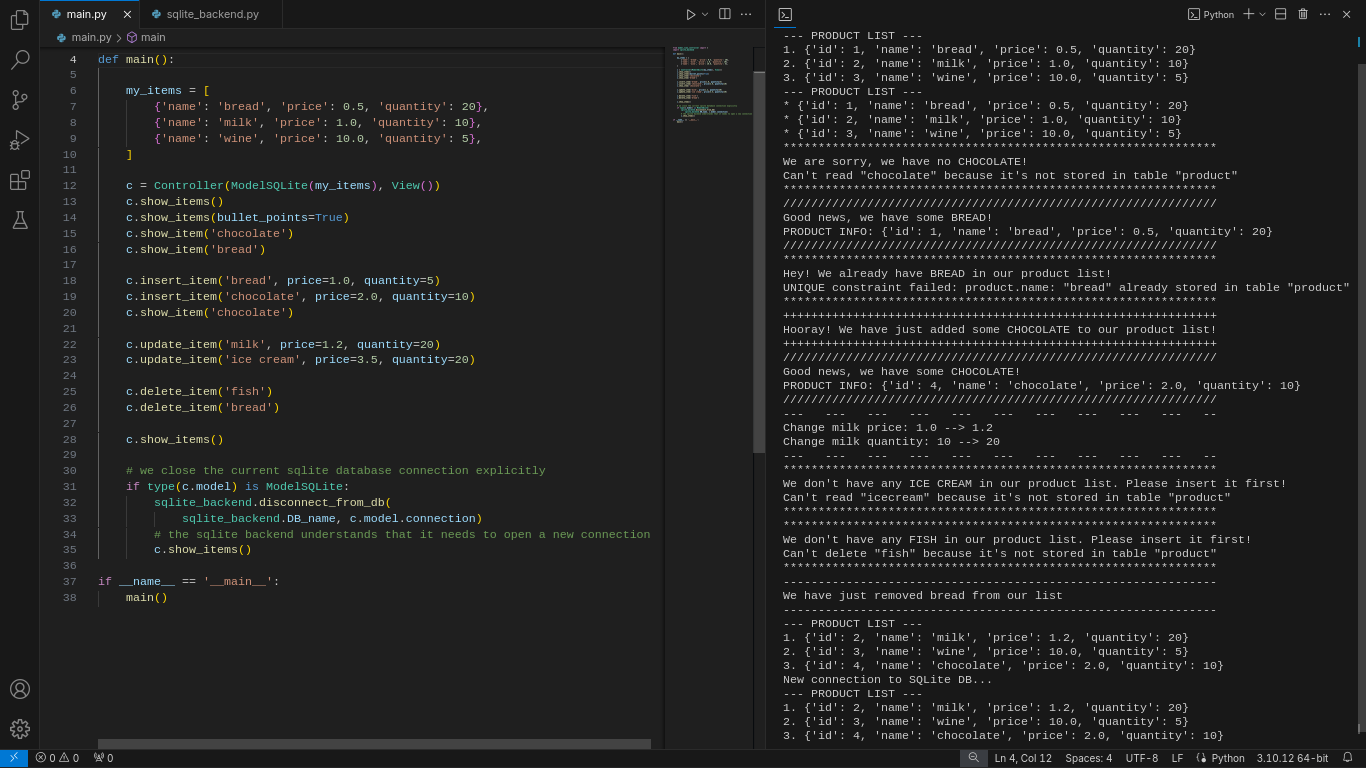 main.py
sqlite_backend.py
main.py > main
4 def main():
5
6 my_items = [
7 {'name': 'bread', 'price': 0.5, 'quantity': 20},
8 {'name': 'milk', 'price': 1.0, 'quantity': 10},
9 {'name': 'wine', 'price': 10.0, 'quantity': 5},
10 ]
11
12 c = Controller(ModelSQLite(my_items), View())
13 c.show_items()
14 c.show_items(bullet_points=True)
15 c.show_item('chocolate')
16 c.show_item('bread')
17
18 c.insert_item('bread', price=1.0, quantity=5)
19 c.insert_item('chocolate', price=2.0, quantity=10)
20 c.show_item('chocolate')
21
22 c.update_item('milk', price=1.2, quantity=20)
23 c.update_item('ice cream', price=3.5, quantity=20)
24
25 c.delete_item('fish')
26 c.delete_item('bread')
27
28 c.show_items()
29
30 # we close the current sqlite database connection explicitly
31 if type(c.model) is ModelSQLite:
32 sqlite_backend.disconnect_from_db(
33 sqlite_backend.DB_name, c.model.connection)
34 # the sqlite backend understands that it needs to open a new connection
35 c.show_items()
36
37 if __name__ == '__main__':
38 main()
Python
--- PRODUCT LIST ---
1. {'id': 1, 'name': 'bread', 'price': 0.5, 'quantity': 20}
2. {'id': 2, 'name': 'milk', 'price': 1.0, 'quantity': 10}
3. {'id': 3, 'name': 'wine', 'price': 10.0, 'quantity': 5}
--- PRODUCT LIST ---
* {'id': 1, 'name': 'bread', 'price': 0.5, 'quantity': 20}
* {'id': 2, 'name': 'milk', 'price': 1.0, 'quantity': 10}
* {'id': 3, 'name': 'wine', 'price': 10.0, 'quantity': 5}
**************************************************************
We are sorry, we have no CHOCOLATE!
Can't read "chocolate" because it's not stored in table "product"
**************************************************************
//////////////////////////////////////////////////////////////
Good news, we have some BREAD!
PRODUCT INFO: {'id': 1, 'name': 'bread', 'price': 0.5, 'quantity': 20}
//////////////////////////////////////////////////////////////
**************************************************************
Hey! We already have BREAD in our product list!
UNIQUE constraint failed: product.name: "bread" already stored in table "product"
**************************************************************
++++++++++++++++++++++++++++++++++++++++++++++++++++++++++++++
Hooray! We have just added some CHOCOLATE to our product list!
++++++++++++++++++++++++++++++++++++++++++++++++++++++++++++++
//////////////////////////////////////////////////////////////
Good news, we have some CHOCOLATE!
PRODUCT INFO: {'id': 4, 'name': 'chocolate', 'price': 2.0, 'quantity': 10}
//////////////////////////////////////////////////////////////
---   ---   ---   ---   ---   ---   ---   ---   ---   ---   --
Change milk price: 1.0 --> 1.2
Change milk quantity: 10 --> 20
---   ---   ---   ---   ---   ---   ---   ---   ---   ---   --
**************************************************************
We don't have any ICE CREAM in our product list. Please insert it first!
Can't read "icecream" because it's not stored in table "product"
**************************************************************
**************************************************************
We don't have any FISH in our product list. Please insert it first!
Can't delete "fish" because it's not stored in table "product"
**************************************************************
--------------------------------------------------------------
We have just removed bread from our list
--------------------------------------------------------------
--- PRODUCT LIST ---
1. {'id': 2, 'name': 'milk', 'price': 1.2, 'quantity': 20}
2. {'id': 3, 'name': 'wine', 'price': 10.0, 'quantity': 5}
3. {'id': 4, 'name': 'chocolate', 'price': 2.0, 'quantity': 10}
New connection to SQLite DB...
--- PRODUCT LIST ---
1. {'id': 2, 'name': 'milk', 'price': 1.2, 'quantity': 20}
2. {'id': 3, 'name': 'wine', 'price': 10.0, 'quantity': 5}
3. {'id': 4, 'name': 'chocolate', 'price': 2.0, 'quantity': 10}
0 0 0 Ln 4, Col 12 Spaces: 4 UTF-8 LF Python 3.10.12 64-bit